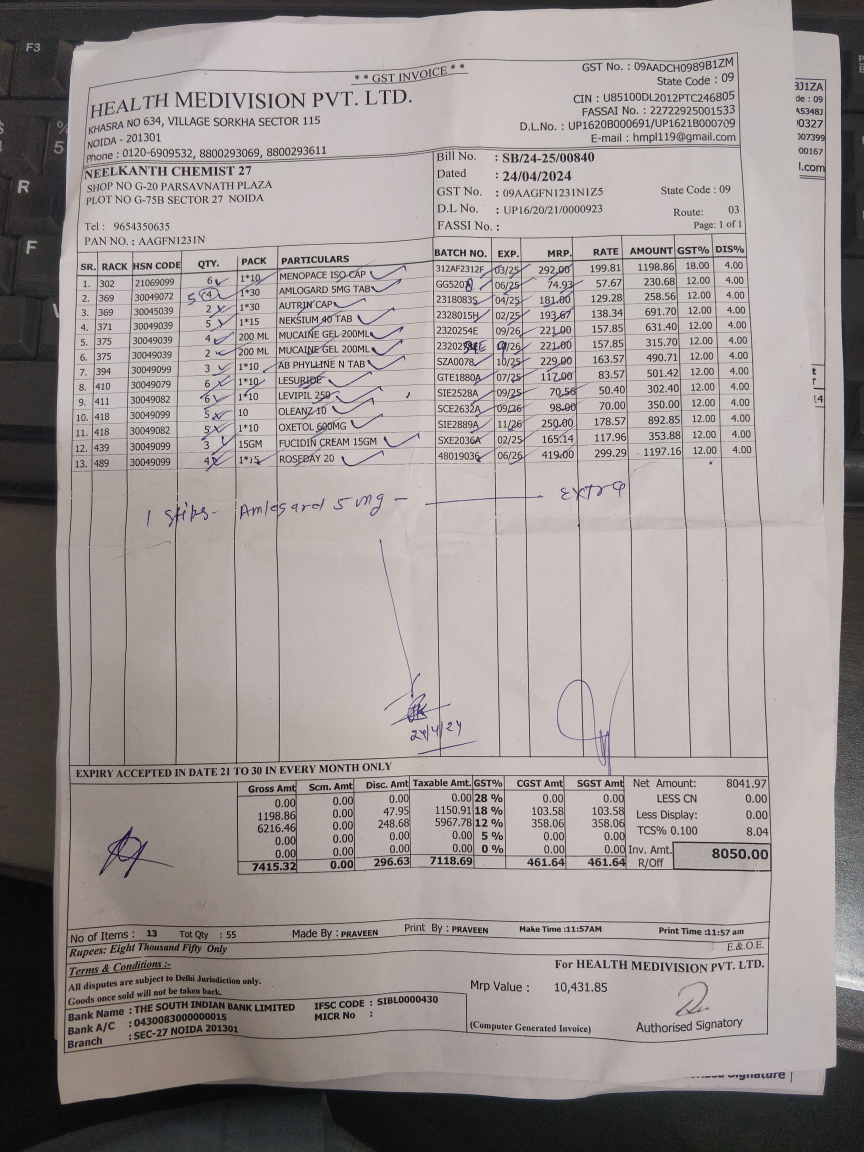 * * GST INVOICE * *
HEALTH MEDIVISION PVT. LTD.
KHASRA NO 634, VILLAGE SORKHA SECTOR 115
NOIDA - 201301
Phone : 0120-6909532, 8800293069, 8800293611
GST No. : 09AADCH0989B1ZM
State Code : 09
CIN : U85100DL2012PTC246805
FASSAI No. : 22722925001533
D.L.No. : UP1620B000691/UP1621B000709
E-mail : hmpl119@gmail.com
NEELKANTH CHEMIST 27
SHOP NO G-20 PARSAVNATH PLAZA
PLOT NO G-75B SECTOR 27 NOIDA
Tel : 9654350635
PAN NO. : AAGFN1231N
Bill No. : SB/24-25/00840
Dated : 24/04/2024
GST No. : 09AAGFN1231N1Z5 State Code : 09
D.L No. : UP16/20/21/0000923 Route: 03
FASSI No. : Page: 1 of 1
SR. RACK HSN CODE QTY. PACK PARTICULARS BATCH NO. EXP. MRP. RATE AMOUNT GST% DIS%
1. 302 21069099 6 1*10 MENOPACE ISO CAP 312AF2312F 03/25 292.00 199.81 1198.86 18.00 4.00
2. 369 30049072 5 4 1*30 AMLOGARD 5MG TAB GG5208 06/25 74.93 57.67 230.68 12.00 4.00
3. 369 30045039 2 1*30 AUTRIN CAP 2318083S 04/25 181.00 129.28 258.56 12.00 4.00
4. 371 30049039 5 1*15 NEKSIUM 40 TAB 2328015H 02/25 193.67 138.34 691.70 12.00 4.00
5. 375 30049039 4 200 ML MUCAINE GEL 200ML 2320254E 09/26 221.00 157.85 631.40 12.00 4.00
6. 375 30049039 2 200 ML MUCAINE GEL 200ML 221.00 157.85 315.70 12.00 4.00
7. 394 30049099 3 1*10 AB PHYLLINE N TAB SZA0078 10/25 229.00 163.57 490.71 12.00 4.00
8. 410 30049079 6 1*10 LESURIDE GTE1880A 07/25 117.00 83.57 501.42 12.00 4.00
9. 411 30049082 6 1*10 LEVIPIL 250 SIE2528A 09/25 70.56 50.40 302.40 12.00 4.00
10. 418 30049099 5 10 OLEANZ 10 SCE2632A 09/26 98.00 70.00 350.00 12.00 4.00
11. 418 30049082 5 1*10 OXETOL 600MG SIE2889A 11/26 250.00 178.57 892.85 12.00 4.00
12. 439 30049099 3 15GM FUCIDIN CREAM 15GM SXE2036A 02/25 165.14 117.96 353.88 12.00 4.00
13. 489 30049099 4 1*15 ROSEDAY 20 48019036 06/26 419.00 299.29 1197.16 12.00 4.00
1 Amlogard 5 mg - Extra
24/4/24
EXPIRY ACCEPTED IN DATE 21 TO 30 IN EVERY MONTH ONLY
Gross Amt Scm. Amt Disc. Amt Taxable Amt. GST% CGST Amt SGST Amt
0.00 0.00 0.00 0.00 28 % 0.00 0.00
1198.86 0.00 47.95 1150.91 18 % 103.58 103.58
6216.46 0.00 248.68 5967.78 12 % 358.06 358.06
0.00 0.00 0.00 0.00 5 % 0.00 0.00
0.00 0.00 0.00 0.00 0 % 0.00 0.00
7415.32 0.00 296.63 7118.69 461.64 461.64
Net Amount: 8041.97
LESS CN 0.00
Less Display: 0.00
TCS% 0.100 8.04
Inv. Amt. 8050.00
R/Off
No of Items : 13 Tot Qty : 55 Made By : PRAVEEN Print By : PRAVEEN Make Time :11:57AM Print Time :11:57 am
Rupees: Eight Thousand Fifty Only E.& O.E.
Terms & Conditions :-
All disputes are subject to Delhi Jurisdiction only.
Goods once sold will not be taken back.
Bank Name : THE SOUTH INDIAN BANK LIMITED IFSC CODE : SIBL0000430
Bank A/C : 0430083000000015 MICR No :
Branch : SEC-27 NOIDA 201301
For HEALTH MEDIVISION PVT. LTD.
Mrp Value : 10,431.85
(Computer Generated Invoice) Authorised Signatory